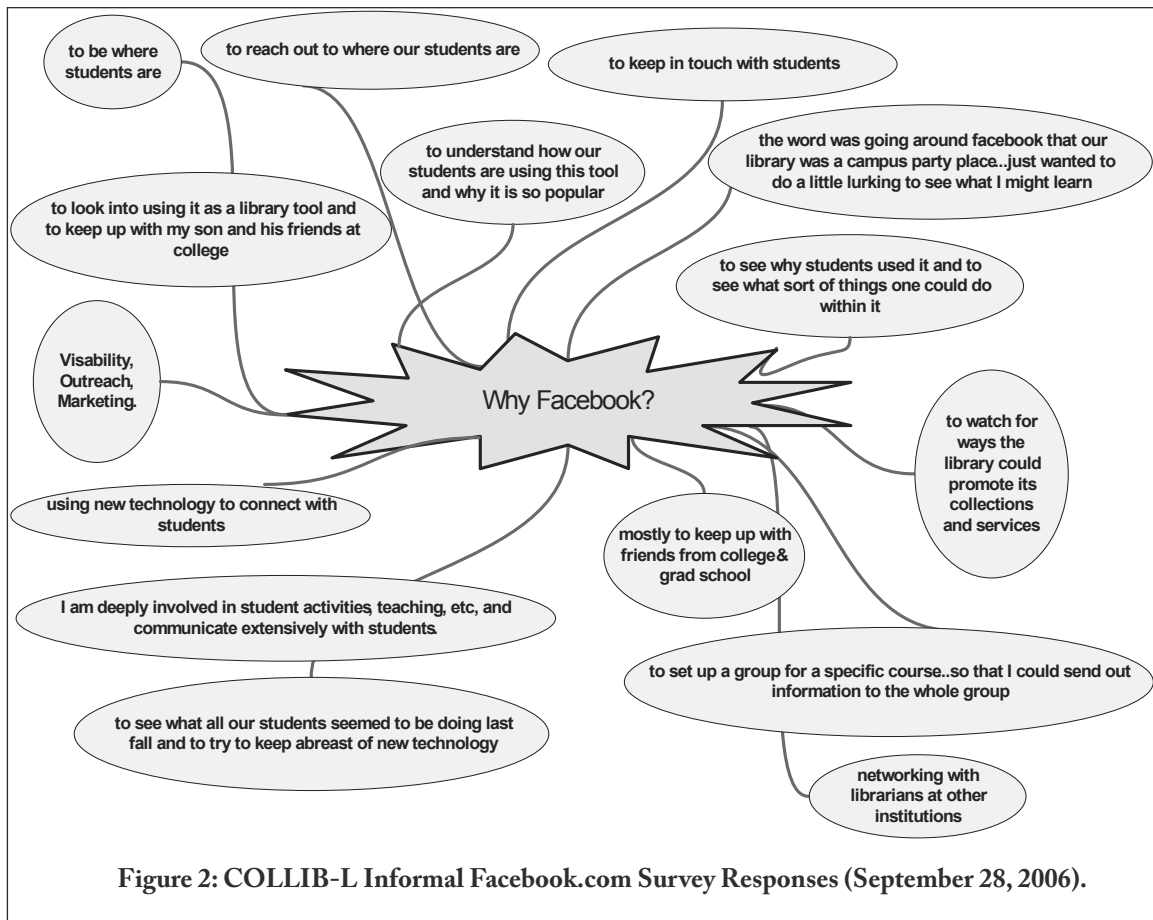 to be where
students are
to reach out to where our students are
to keep in touch with students
to understand how our
students are using this tool
and why it is so popular
the word was going around facebook that our
library was a campus party place...just wanted to
do a little lurking to see what I might learn
to look into using it as a library tool and
to keep up with my son and his friends at
college
to see why students used it and to
see what sort of things one could do
within it
Visability,
Outreach,
Marketing.
Why Facebook?
to watch for
ways the
library could
promote its
collections
and services
using new technology to connect with
students
mostly to keep up with
friends from college &
grad school
I am deeply involved in student activities, teaching, etc, and
communicate extensively with students.
to set up a group for a specific course..so that I could send out
information to the whole group
to see what all our students seemed to be doing last
fall and to try to keep abreast of new technology
networking with
librarians at other
institutions
Figure 2: COLLIB-L Informal Facebook.com Survey Responses (September 28, 2006).